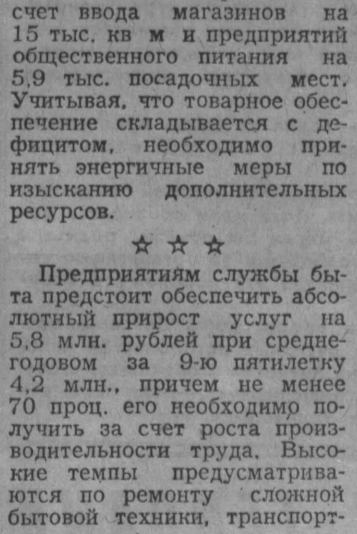 счет ввода магазинов на
15 тыс. кв м и предприятий
общественного питания на
5,9 тыс. посадочных мест.
Учитывая, что товарное обес-
печение складывается с де-
фицитом, необходимо при-
нять энергичные меры по
изысканию дополнительных
ресурсов.
☆ ☆ ☆
Предприятиям службы бы-
та предстоит обеспечить абсо-
лютный прирост услуг на
5,8 млн. рублей при средне-
годовом за 9-ю пятилетку
4,2 млн., причем не менее
70 проц. его необходимо по-
лучить за счет роста произ-
водительности труда. Высо-
кие темпы предусматрива-
ются по ремонту сложной
бытовой техники, транспорт-